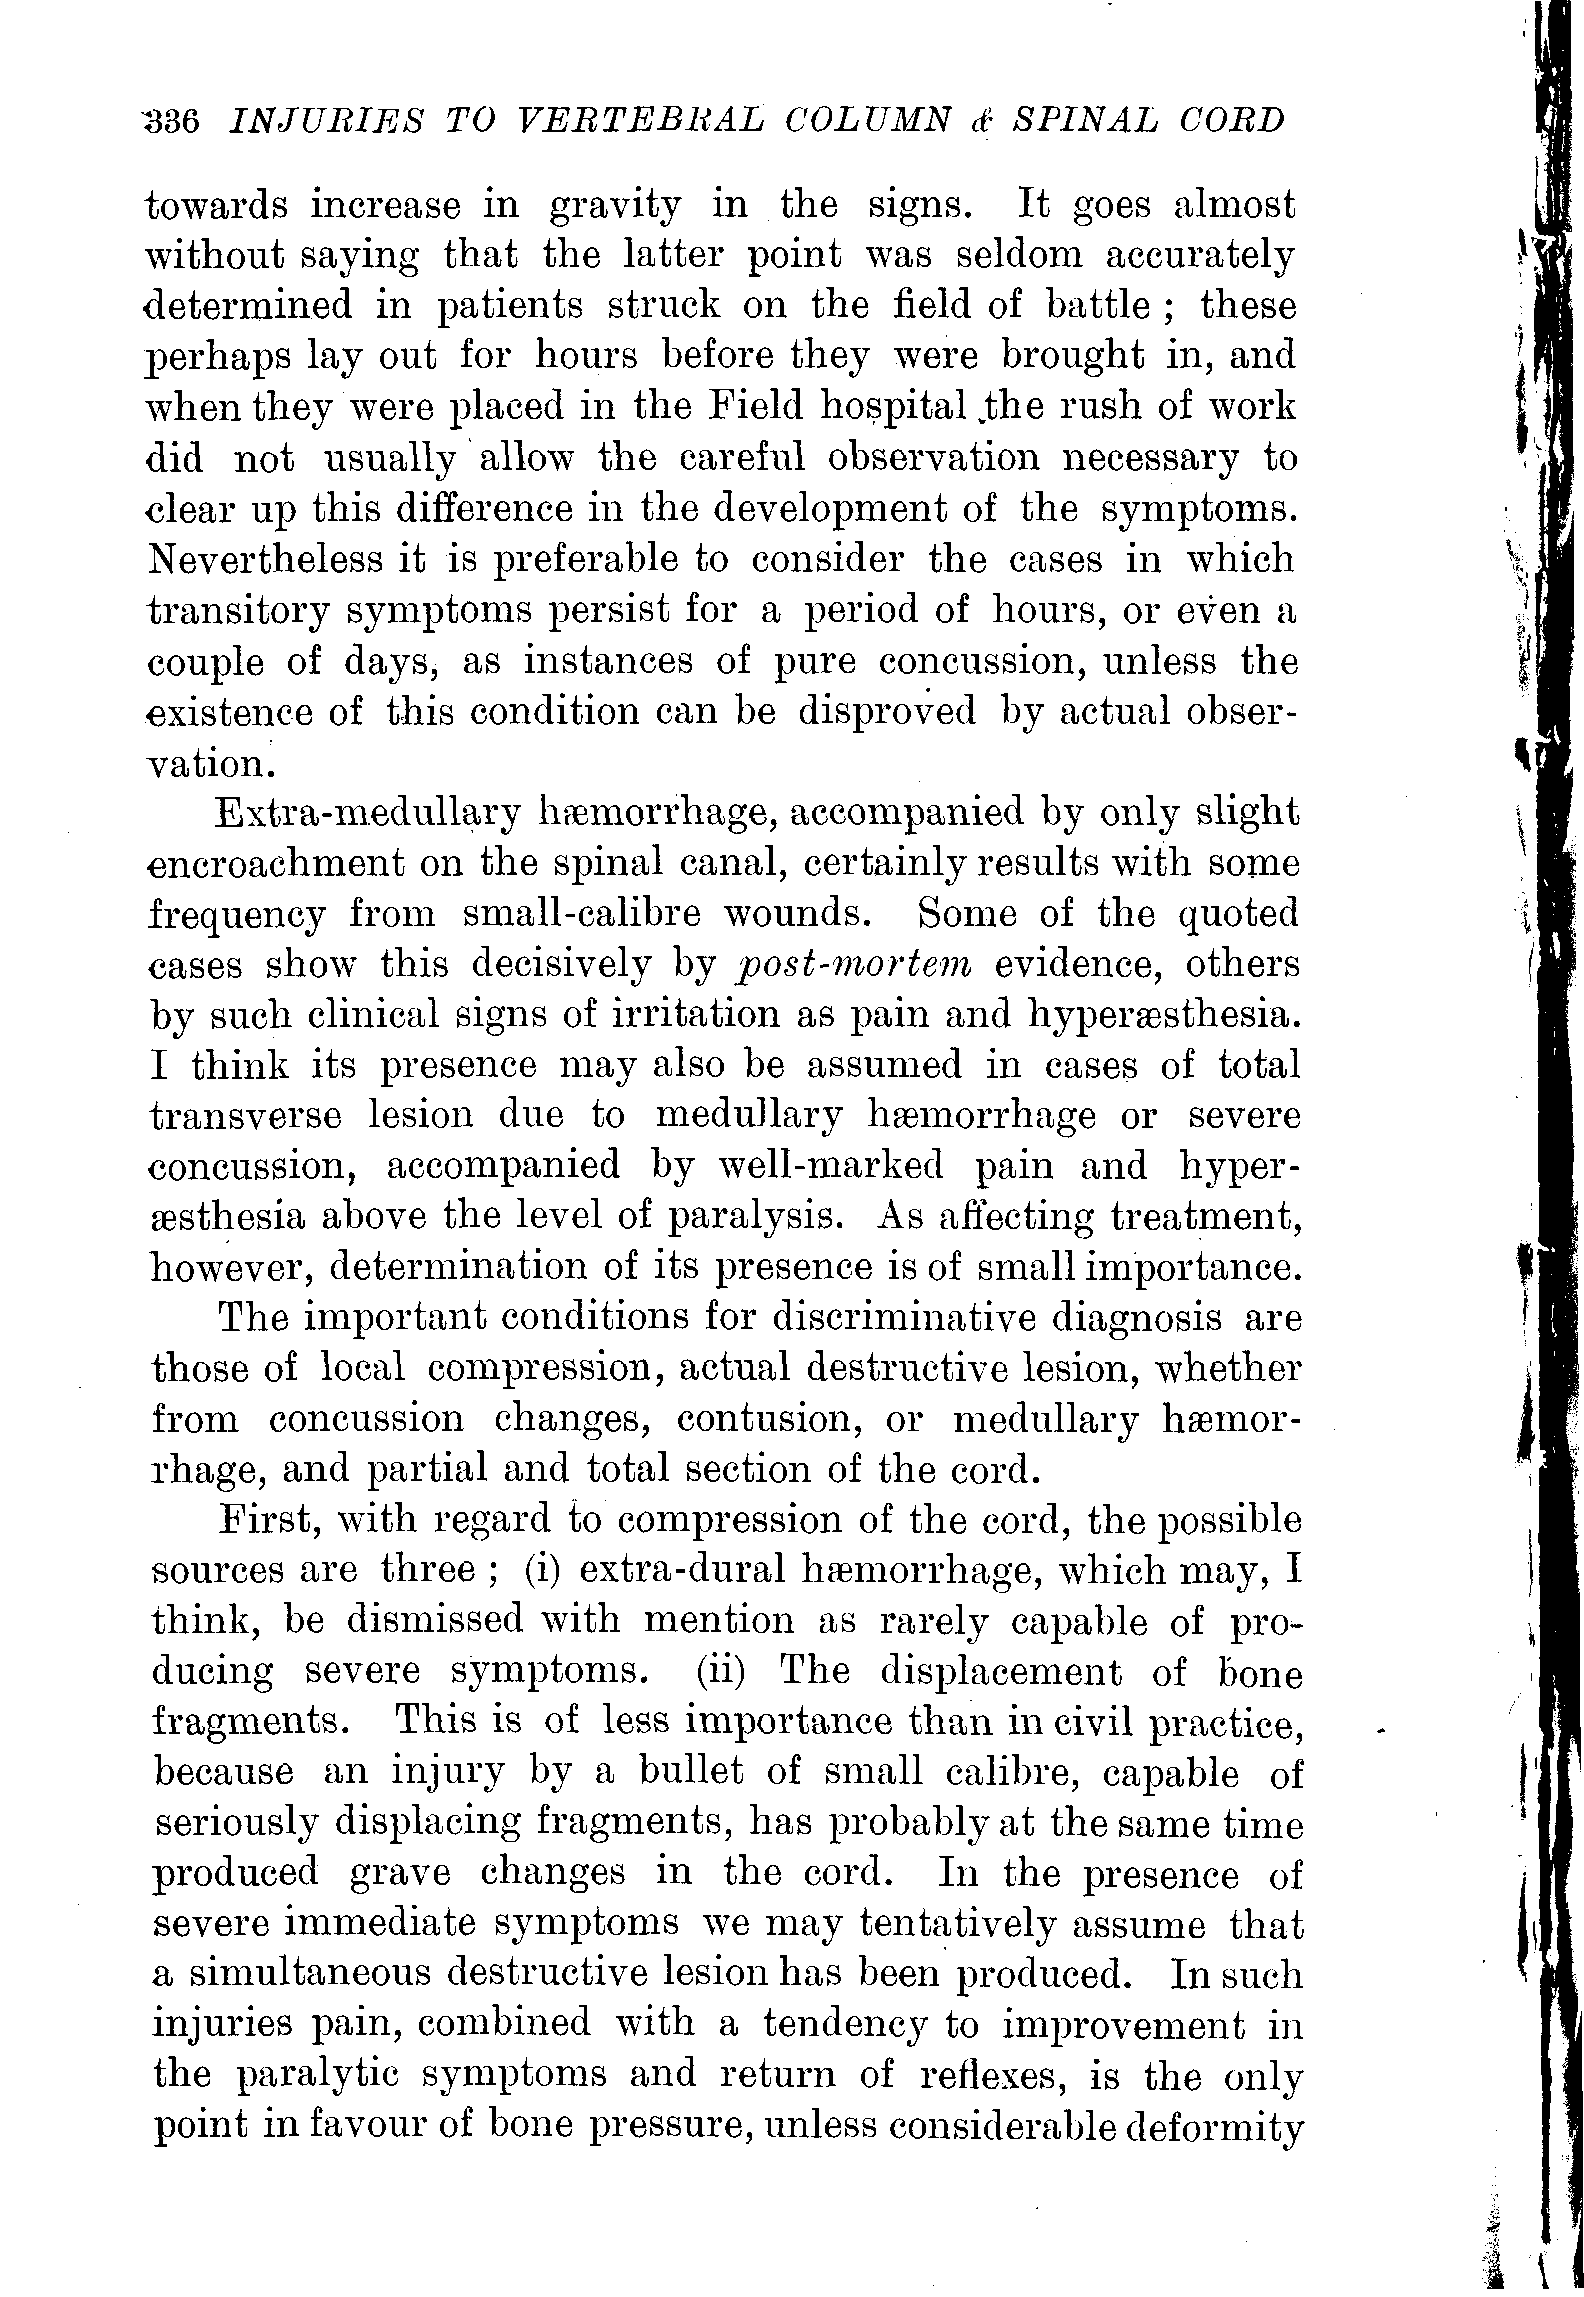 336 INJURIES TO VERTEBRAL COLUMN & SPINAL CORD
towards increase in gravity in the signs. It goes almost
without saying that the latter point was seldom accurately
determined in patients struck on the field of battle ; these
perhaps lay out for hours before they were brought in, and
when they were placed in the Field hospital the rush of work
did not usually allow the careful observation necessary to
clear up this difference in the development of the symptoms.
Nevertheless it is preferable to consider the cases in which
transitory symptoms persist for a period of hours, or even a
couple of days, as instances of pure concussion, unless the
existence of this condition can be disproved by actual obser-
vation.
Extra-medullary hæmorrhage, accompanied by only slight
encroachment on the spinal canal, certainly results with some
frequency from small-calibre wounds. Some of the quoted
cases show this decisively by post-mortem evidence, others
by such clinical signs of irritation as pain and hyperæsthesia.
I think its presence may also be assumed in cases of total
transverse lesion due to medullary hæmorrhage or severe
concussion, accompanied by well-marked pain and hyper-
æsthesia above the level of paralysis. As affecting treatment,
however, determination of its presence is of small importance.
The important conditions for discriminative diagnosis are
those of local compression, actual destructive lesion, whether
from concussion changes, contusion, or medullary hæmor-
rhage, and partial and total section of the cord.
First, with regard to compression of the cord, the possible
sources are three ; (i) extra-dural hæmorrhage, which may, I
think, be dismissed with mention as rarely capable of pro-
ducing severe symptoms. (ii) The displacement of bone
fragments. This is of less importance than in civil practice,
because an injury by a bullet of small calibre, capable of
seriously displacing fragments, has probably at the same time
produced grave changes in the cord. In the presence of
severe immediate symptoms we may tentatively assume that
a simultaneous destructive lesion has been produced. In such
injuries pain, combined with a tendency to improvement in
the paralytic symptoms and return of reflexes, is the only
point in favour of bone pressure, unless considerable deformity